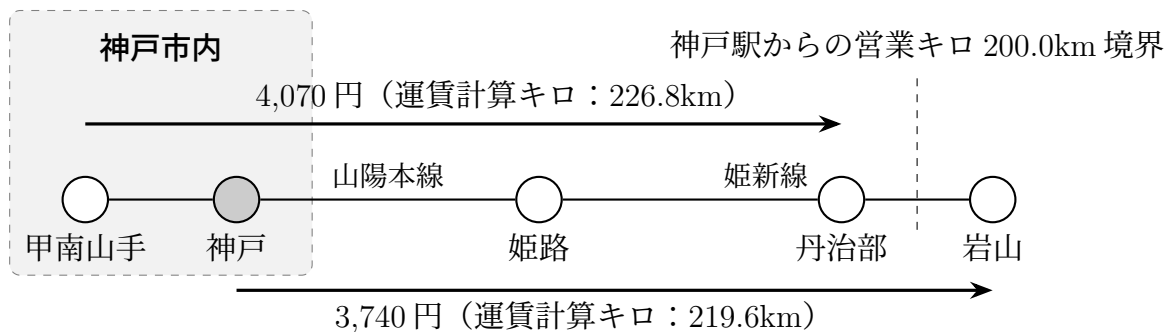 神戸市内
神戸駅からの営業キロ 200.0km 境界
4,070 円（運賃計算キロ：226.8km）
山陽本線
姫新線
甲南山手
神戸
姫路
丹治部
岩山
3,740 円（運賃計算キロ：219.6km）